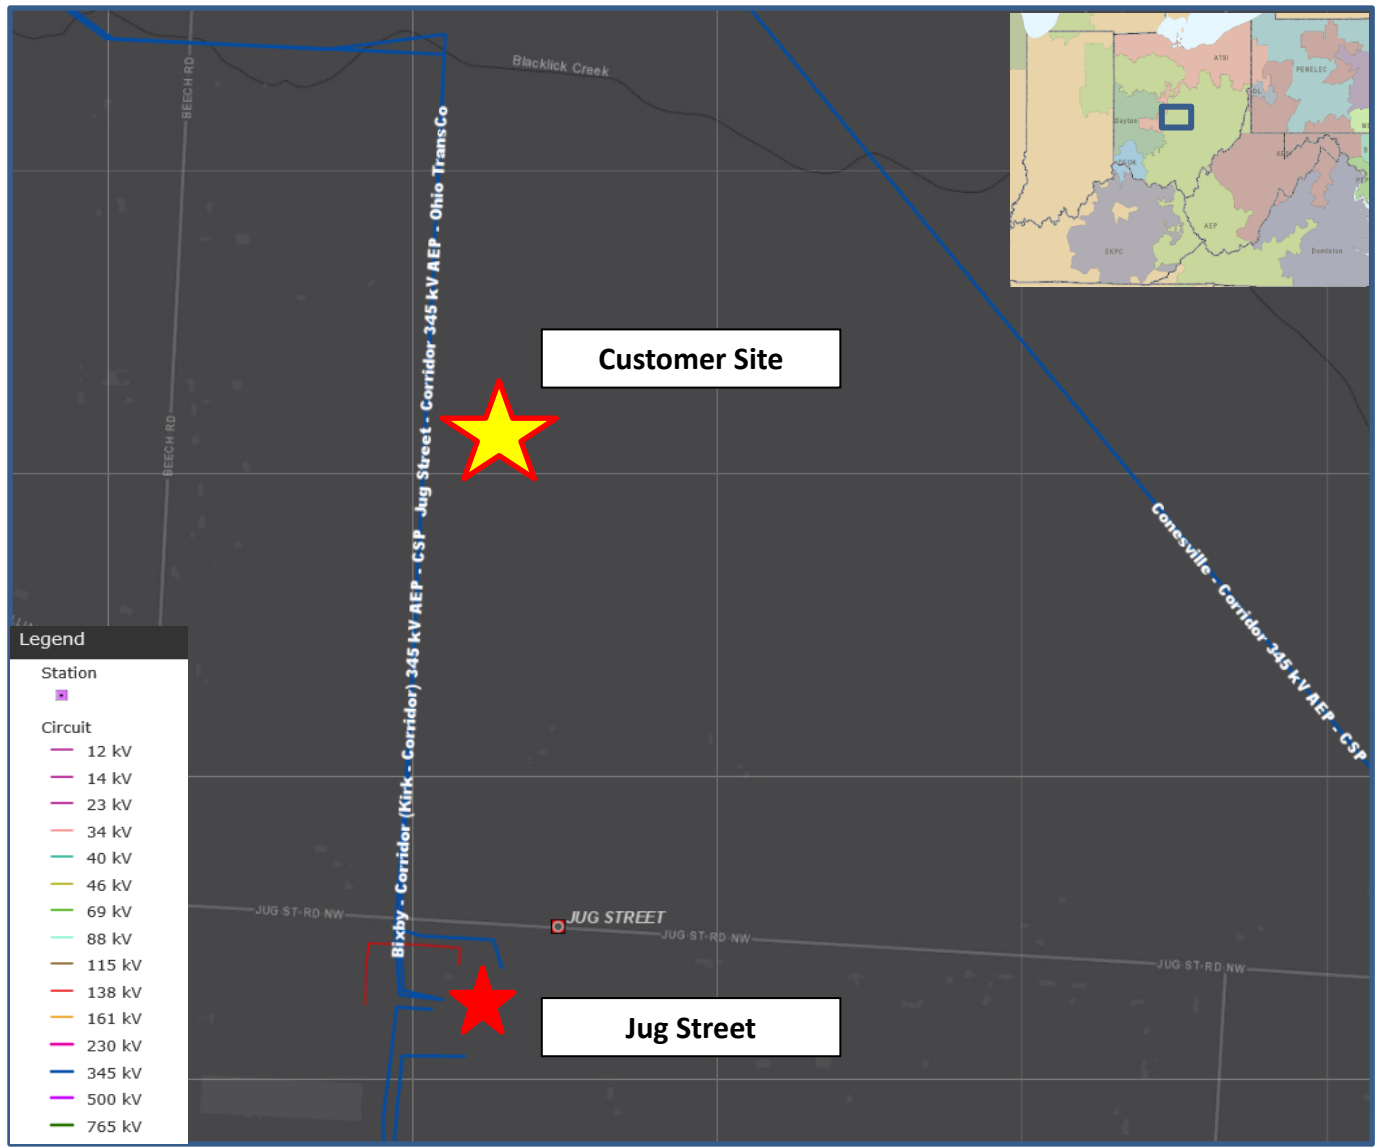 Blacklick Creek
BEECH RD
ATSI
PENELEC
DL
Dayton
DEOK
AEP
EKPC
Dominion
Jug Street - Corridor 345 kV AEP - Ohio TransCo
Customer Site
BEECH RD
Bixby - Corridor (Kirk - Corridor) 345 kV AEP - CSP
Conesville - Corridor 345 kV AEP - CSP
Legend
Station
Circuit
12 kV
14 kV
23 kV
34 kV
40 kV
46 kV
69 kV
88 kV
115 kV
138 kV
161 kV
230 kV
345 kV
500 kV
765 kV
JUG ST-RD NW
JUG STREET
JUG ST-RD NW
JUG ST-RD NW
Jug Street